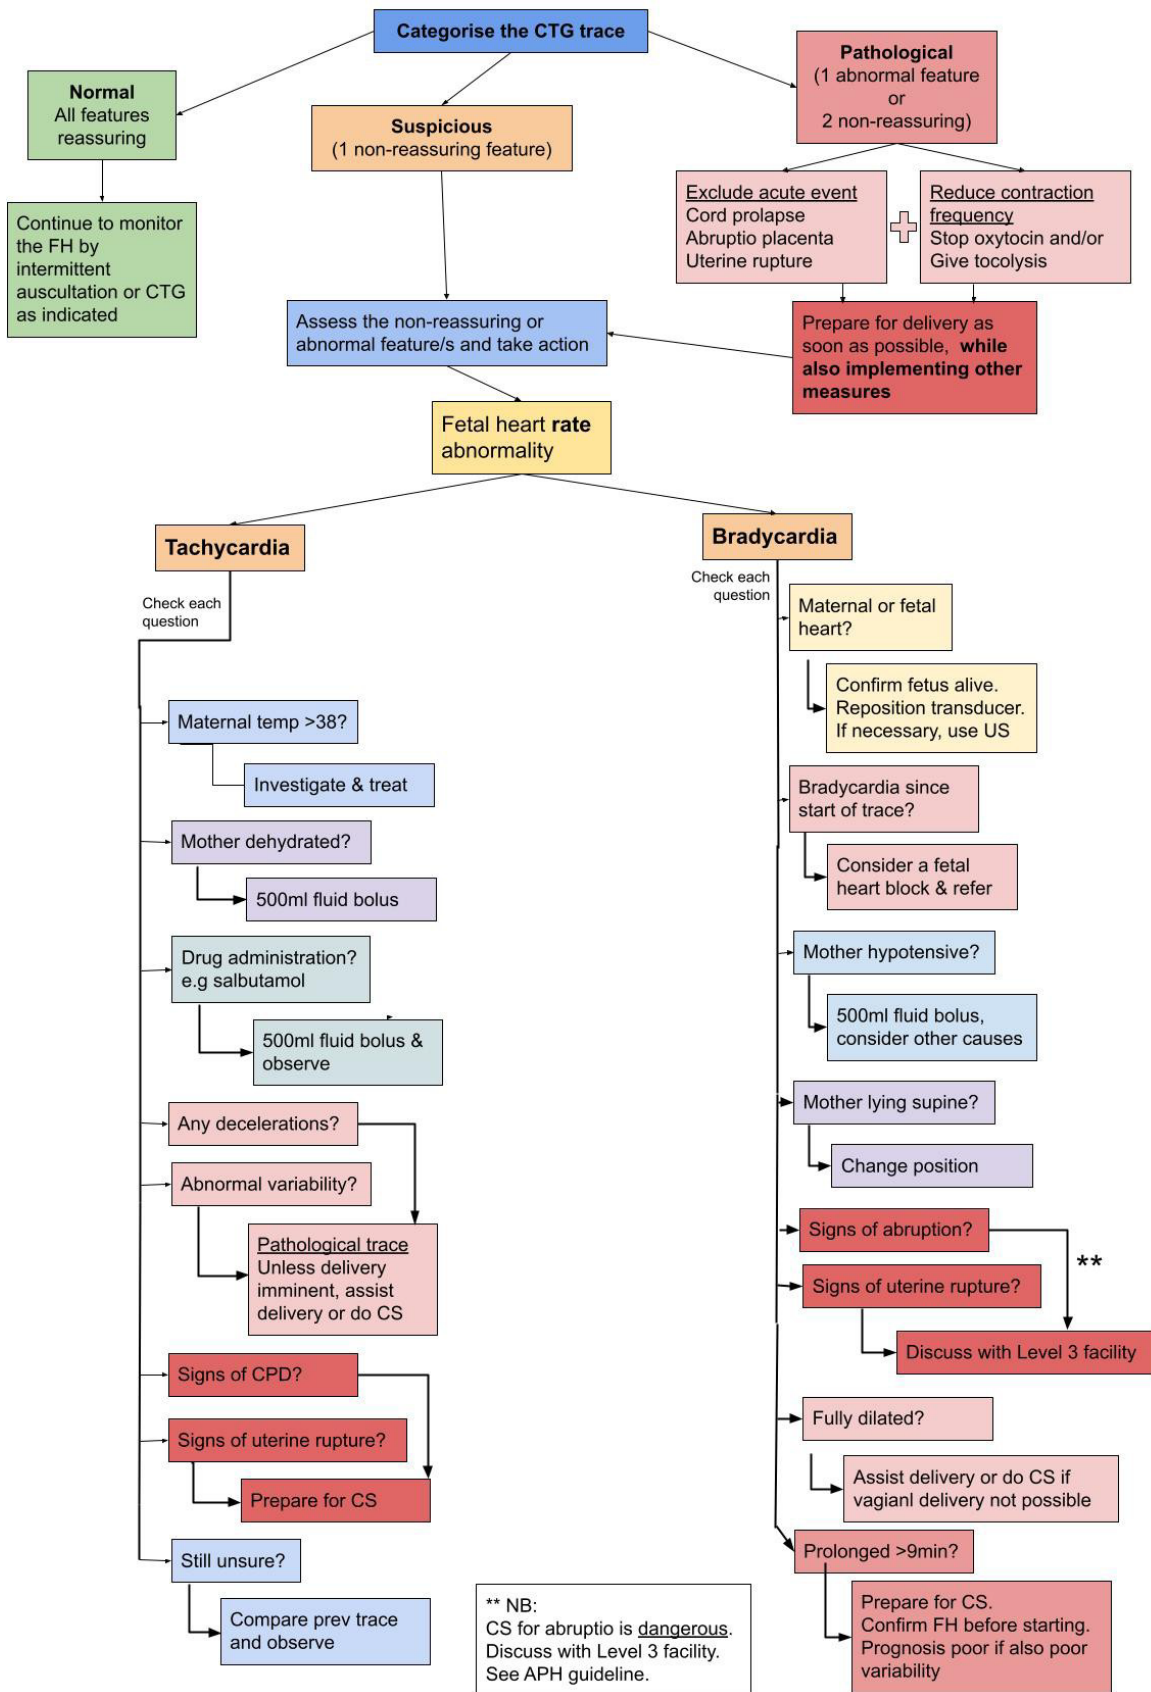 Categorise the CTG trace
Normal
All features
reassuring
Suspicious
(1 non-reassuring feature)
Pathological
(1 abnormal feature
or
2 non-reassuring)
Continue to monitor
the FH by
intermittent
auscultation or CTG
as indicated
Exclude acute event
Cord prolapse
Abruptio placenta
Uterine rupture
Reduce contraction
frequency
Stop oxytocin and/or
Give tocolysis
Assess the non-reassuring or
abnormal feature/s and take action
Prepare for delivery as
soon as possible, while
also implementing other
measures
Fetal heart rate
abnormality
Tachycardia
Check each
question
Maternal temp >38?
Investigate & treat
Mother dehydrated?
500ml fluid bolus
Drug administration?
e.g salbutamol
500ml fluid bolus &
observe
Any decelerations?
Abnormal variability?
Pathological trace
Unless delivery
imminent, assist
delivery or do CS
Signs of CPD?
Signs of uterine rupture?
Prepare for CS
Still unsure?
Compare prev trace
and observe
Bradycardia
Check each
question
Maternal or fetal
heart?
Confirm fetus alive.
Reposition transducer.
If necessary, use US
Bradycardia since
start of trace?
Consider a fetal
heart block & refer
Mother hypotensive?
500ml fluid bolus,
consider other causes
Mother lying supine?
Change position
Signs of abruption?
**
Signs of uterine rupture?
Discuss with Level 3 facility
Fully dilated?
Assist delivery or do CS if
vagianl delivery not possible
Prolonged >9min?
Prepare for CS.
Confirm FH before starting.
Prognosis poor if also poor
variability
** NB:
CS for abruptio is dangerous.
Discuss with Level 3 facility.
See APH guideline.